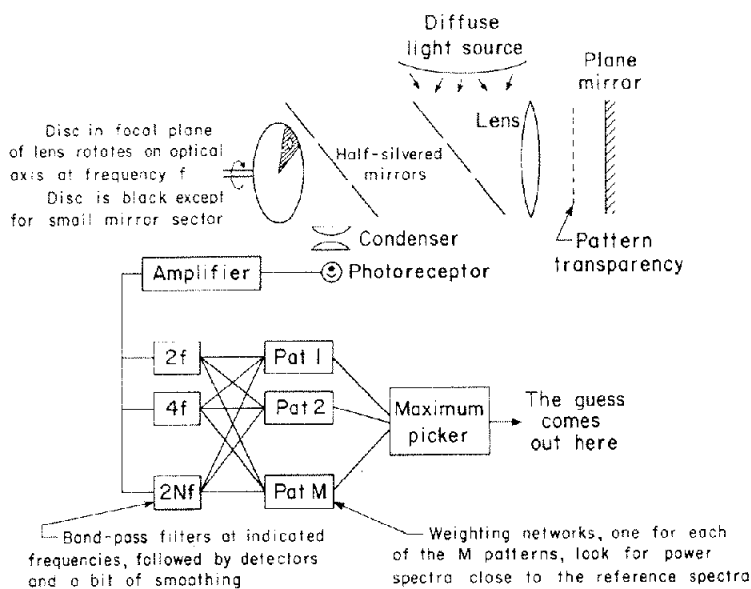 Diffuse
light source
Plane
mirror
Lens
Disc in focal plane
of lens rotates on optical
axis at frequency f
Disc is black except
for small mirror sector
Half-silvered
mirrors
Condenser
Pattern
transparency
Amplifier
Photoreceptor
2f
Pat 1
4f
Pat 2
Maximum
picker
The guess
comes
out here
2Nf
Pat M
Band-pass filters at indicated
frequencies, followed by detectors
and a bit of smoothing
Weighting networks, one for each
of the M patterns, look for power
spectra close to the reference spectra